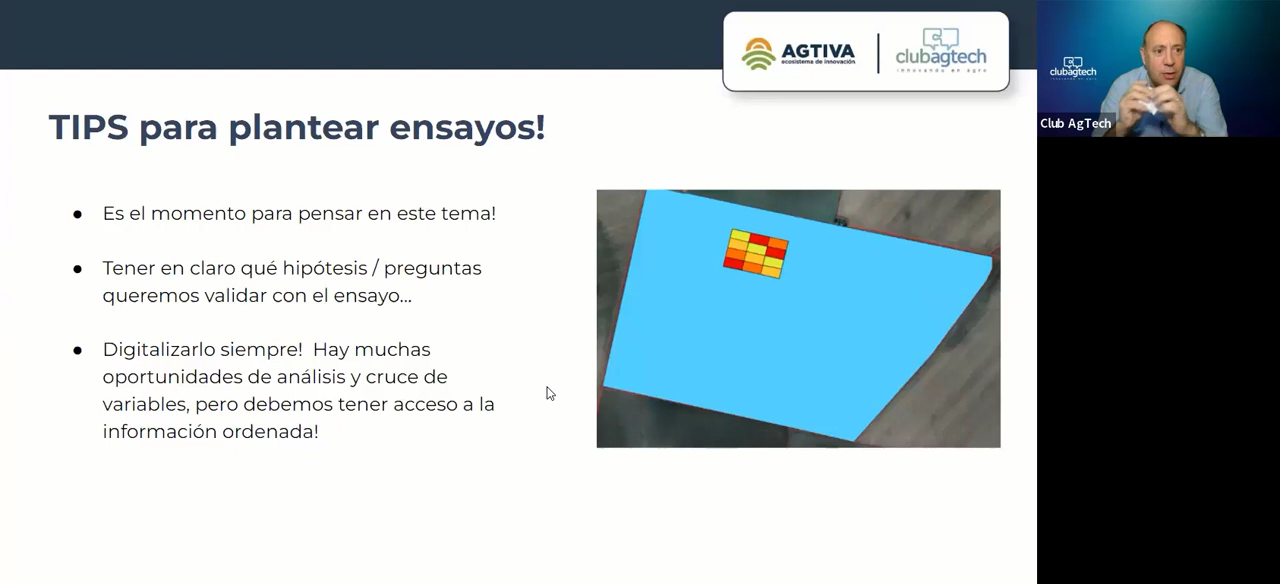 AGTIVA
ecosistema de innovación
clubagtech
innovando en agro
clubagtech
Club AgTech
TIPS para plantear ensayos!
● Es el momento para pensar en este tema!
● Tener en claro qué hipótesis / preguntas
queremos validar con el ensayo...
● Digitalizarlo siempre! Hay muchas
oportunidades de análisis y cruce de
variables, pero debemos tener acceso a la
información ordenada!